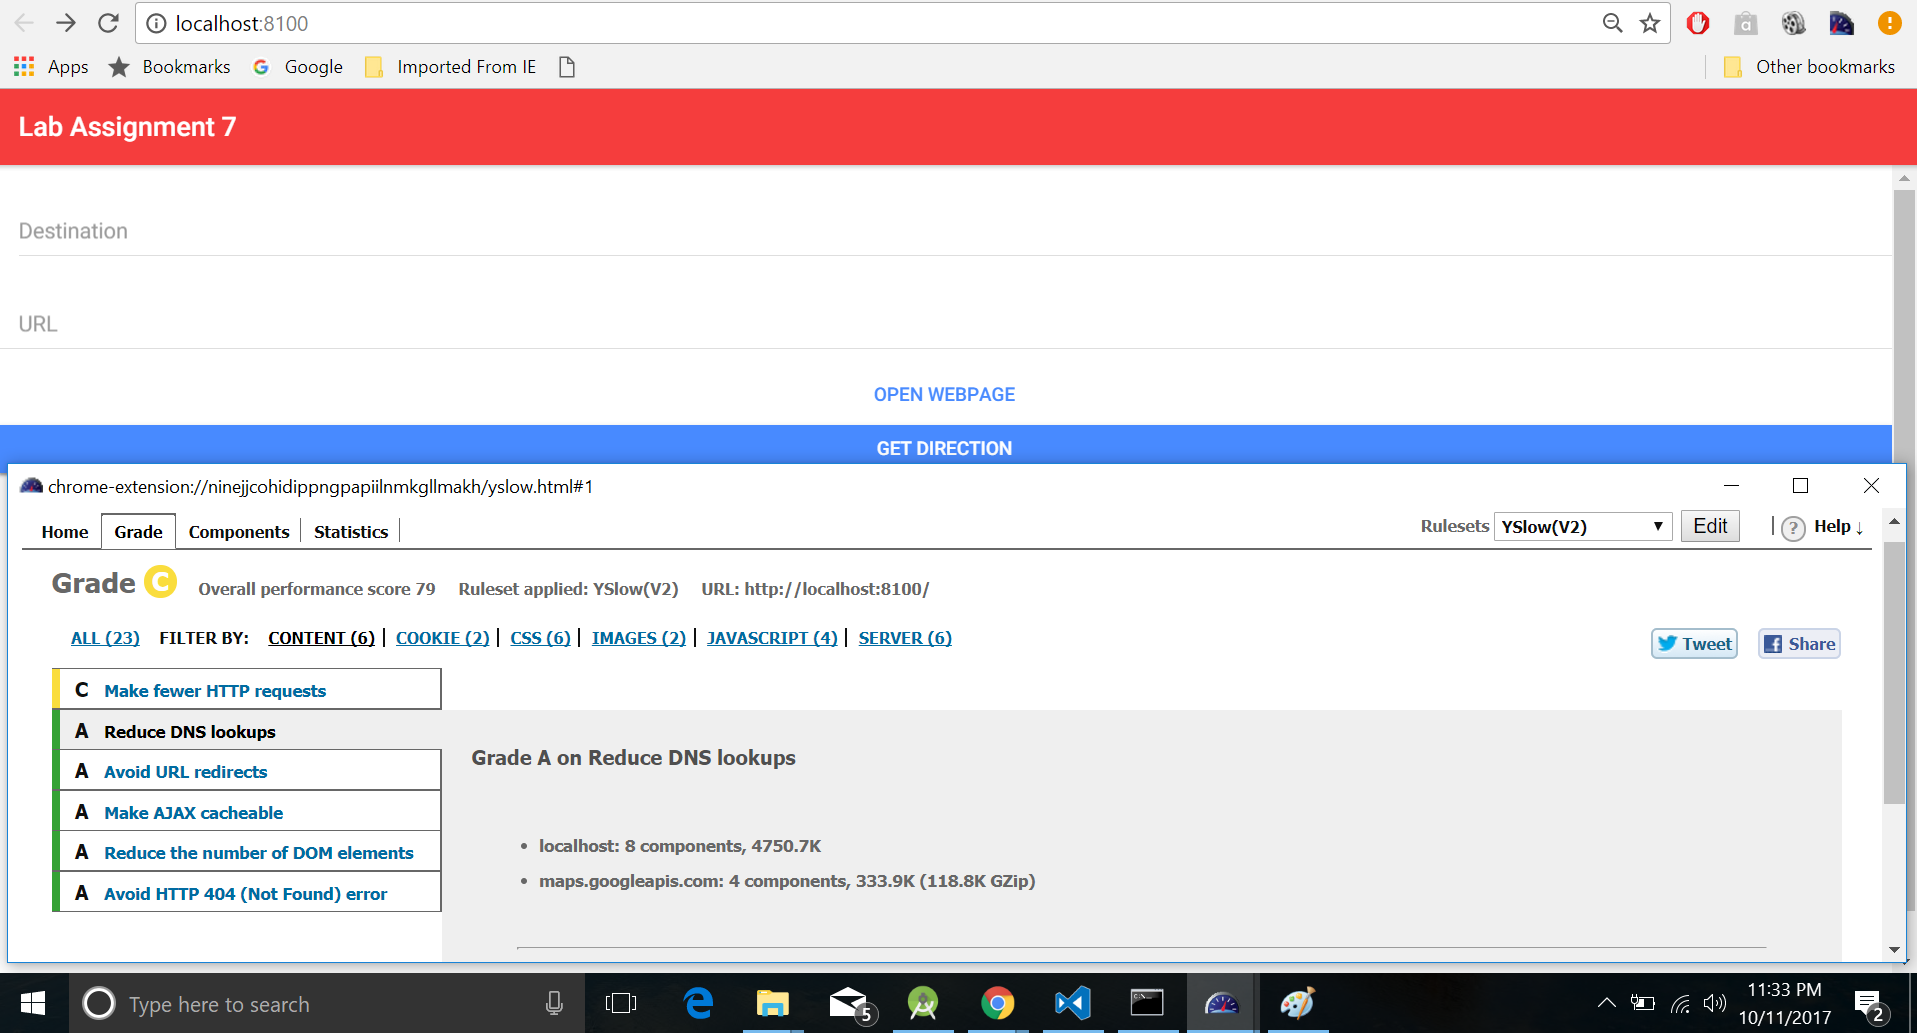 localhost:8100
Apps Bookmarks Google Imported From IE Other bookmarks
Lab Assignment 7
Destination
URL
OPEN WEBPAGE
GET DIRECTION
chrome-extension://ninejjcohidippngpapiilnmkgllmakh/yslow.html#1
Home Grade Components Statistics Rulesets YSlow(V2) Edit ? Help ↓
Grade C Overall performance score 79 Ruleset applied: YSlow(V2) URL: http://localhost:8100/
ALL (23) FILTER BY: CONTENT (6) | COOKIE (2) | CSS (6) | IMAGES (2) | JAVASCRIPT (4) | SERVER (6)
Tweet Share
C Make fewer HTTP requests
A Reduce DNS lookups
A Avoid URL redirects
A Make AJAX cacheable
A Reduce the number of DOM elements
A Avoid HTTP 404 (Not Found) error
Grade A on Reduce DNS lookups
• localhost: 8 components, 4750.7K
• maps.googleapis.com: 4 components, 333.9K (118.8K GZip)
Type here to search
5
11:33 PM
10/11/2017
2